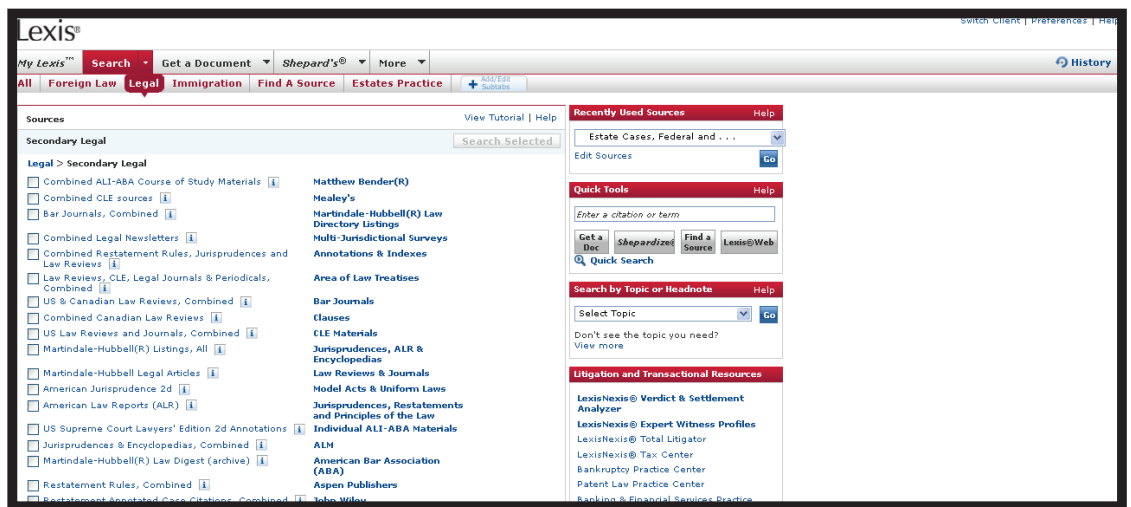 Lexis®
Switch Client | Preferences | Help
My Lexis™ Search Get a Document Shepard's® More History
All Foreign Law Legal Immigration Find A Source Estates Practice Add/Edit Subtabs
Sources View Tutorial | Help
Secondary Legal Search Selected
Legal > Secondary Legal
Combined ALI-ABA Course of Study Materials
Combined CLE sources
Bar Journals, Combined
Combined Legal Newsletters
Combined Restatement Rules, Jurisprudences and
Law Reviews
Law Reviews, CLE, Legal Journals & Periodicals,
Combined
US & Canadian Law Reviews, Combined
Combined Canadian Law Reviews
US Law Reviews and Journals, Combined
Martindale-Hubbell(R) Listings, All
Martindale-Hubbell Legal Articles
American Jurisprudence 2d
American Law Reports (ALR)
US Supreme Court Lawyers' Edition 2d Annotations
Jurisprudences & Encyclopedias, Combined
Martindale-Hubbell(R) Law Digest (archive)
Restatement Rules, Combined
Restatement Annotated Case Citations, Combined
Matthew Bender(R)
Mealey's
Martindale-Hubbell(R) Law
Directory Listings
Multi-Jurisdictional Surveys
Annotations & Indexes
Area of Law Treatises
Bar Journals
Clauses
CLE Materials
Jurisprudences, ALR &
Encyclopedias
Law Reviews & Journals
Model Acts & Uniform Laws
Jurisprudences, Restatements
and Principles of the Law
Individual ALI-ABA Materials
ALM
American Bar Association
(ABA)
Aspen Publishers
John Wiley
Recently Used Sources Help
Estate Cases, Federal and . . .
Edit Sources Go
Quick Tools Help
Enter a citation or term
Get a Doc Shepardize® Find a Source Lexis®Web
Quick Search
Search by Topic or Headnote Help
Select Topic Go
Don't see the topic you need?
View more
Litigation and Transactional Resources
LexisNexis® Verdict & Settlement
Analyzer
LexisNexis® Expert Witness Profiles
LexisNexis® Total Litigator
LexisNexis® Tax Center
Bankruptcy Practice Center
Patent Law Practice Center
Banking & Financial Services Practice